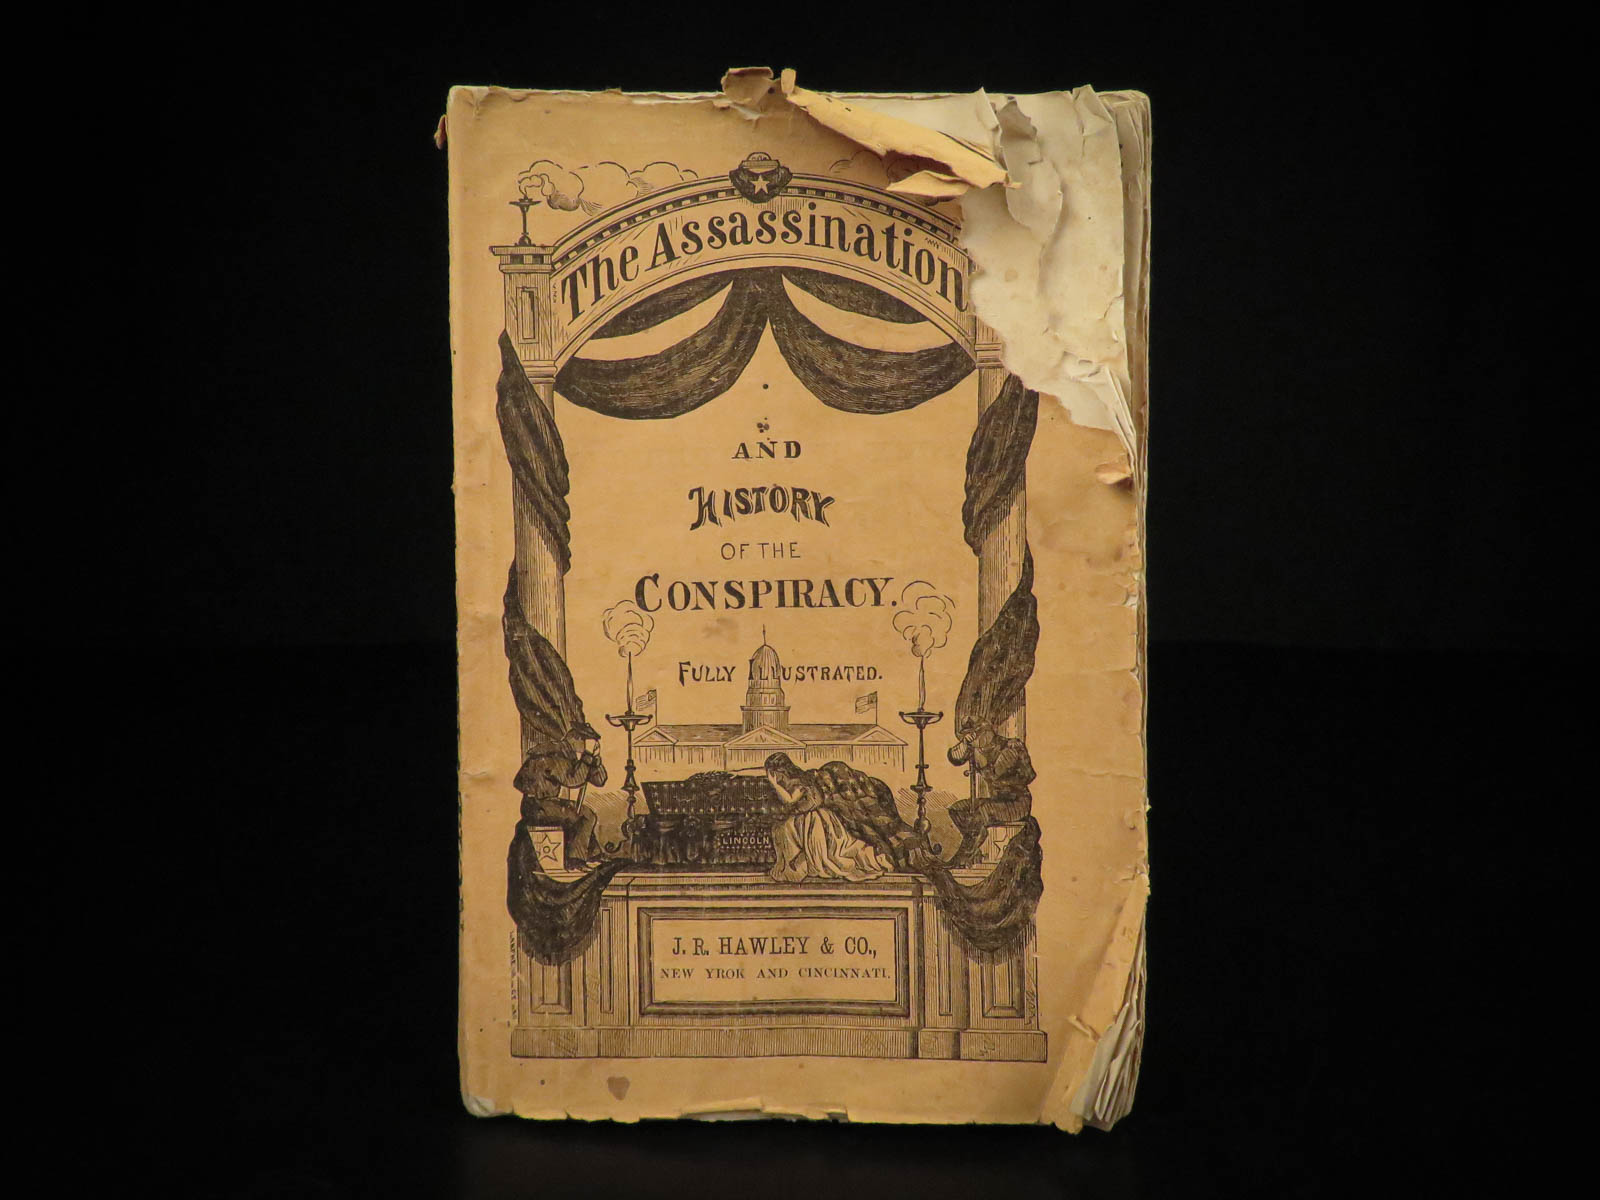 The Assassination
AND
HISTORY
OF THE
CONSPIRACY.
FULLY ILLUSTRATED.
LINCOLN
J. R. HAWLEY & CO.,
NEW YROK AND CINCINNATI.